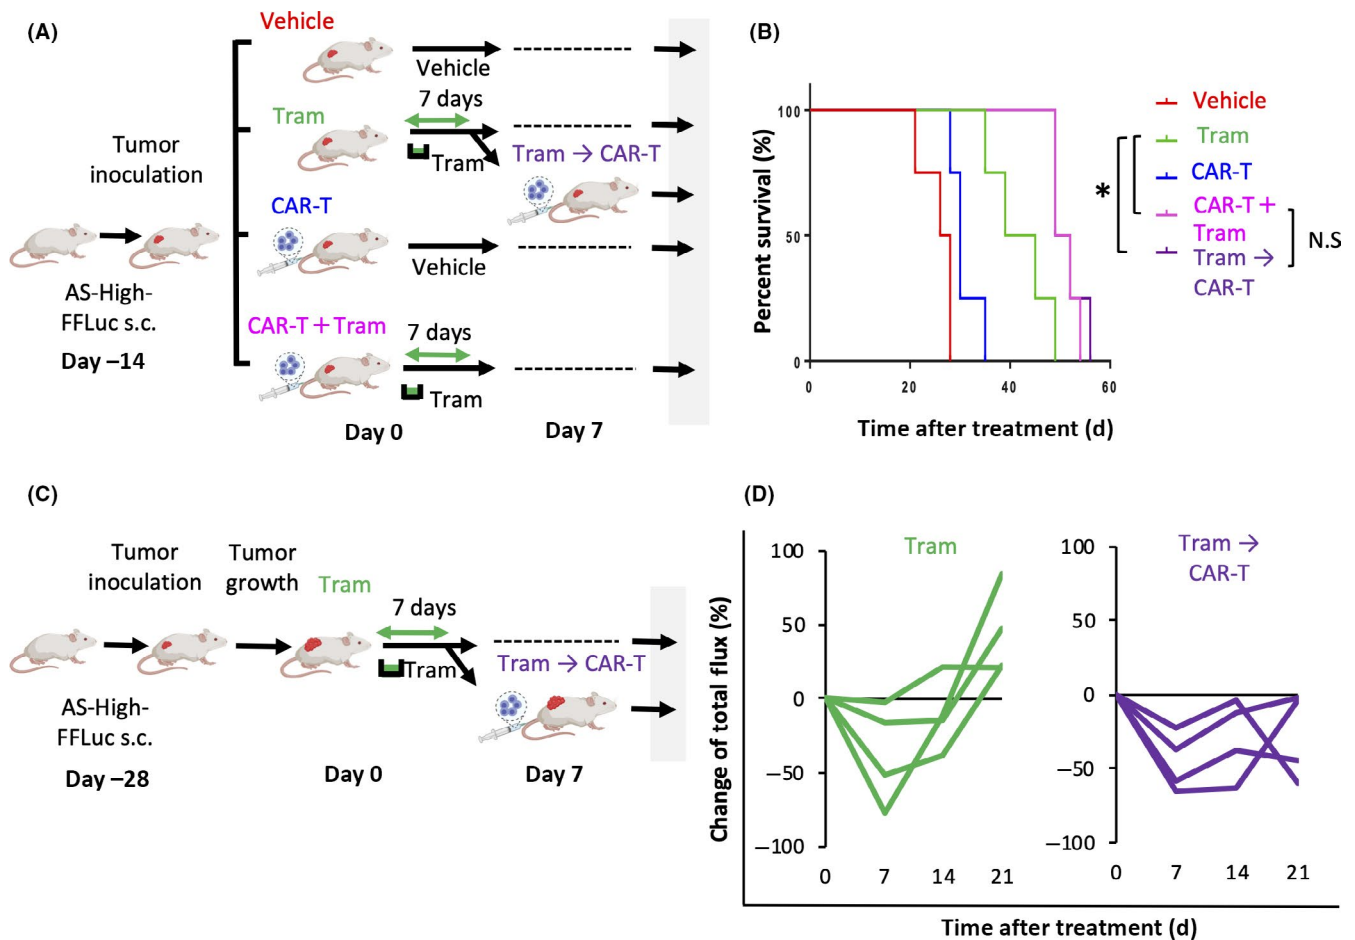 (A)
Vehicle
Vehicle
Tram
7 days
Tram
Tram → CAR-T
Tumor
inoculation
CAR-T
Vehicle
AS-High-
FFLuc s.c.
Day –14
CAR-T+Tram
7 days
Tram
Day 0
Day 7
(B)
Percent survival (%)
100
50
0
0
20
40
60
Time after treatment (d)
Vehicle
Tram
CAR-T
CAR-T+
Tram
Tram →
CAR-T
*
N.S
(C)
Tumor
inoculation
Tumor
growth
Tram
7 days
Tram
Tram → CAR-T
AS-High-
FFLuc s.c.
Day –28
Day 0
Day 7
(D)
Change of total flux (%)
Tram
100
50
0
–50
–100
0
7
14
21
Tram →
CAR-T
100
50
0
–50
–100
0
7
14
21
Time after treatment (d)